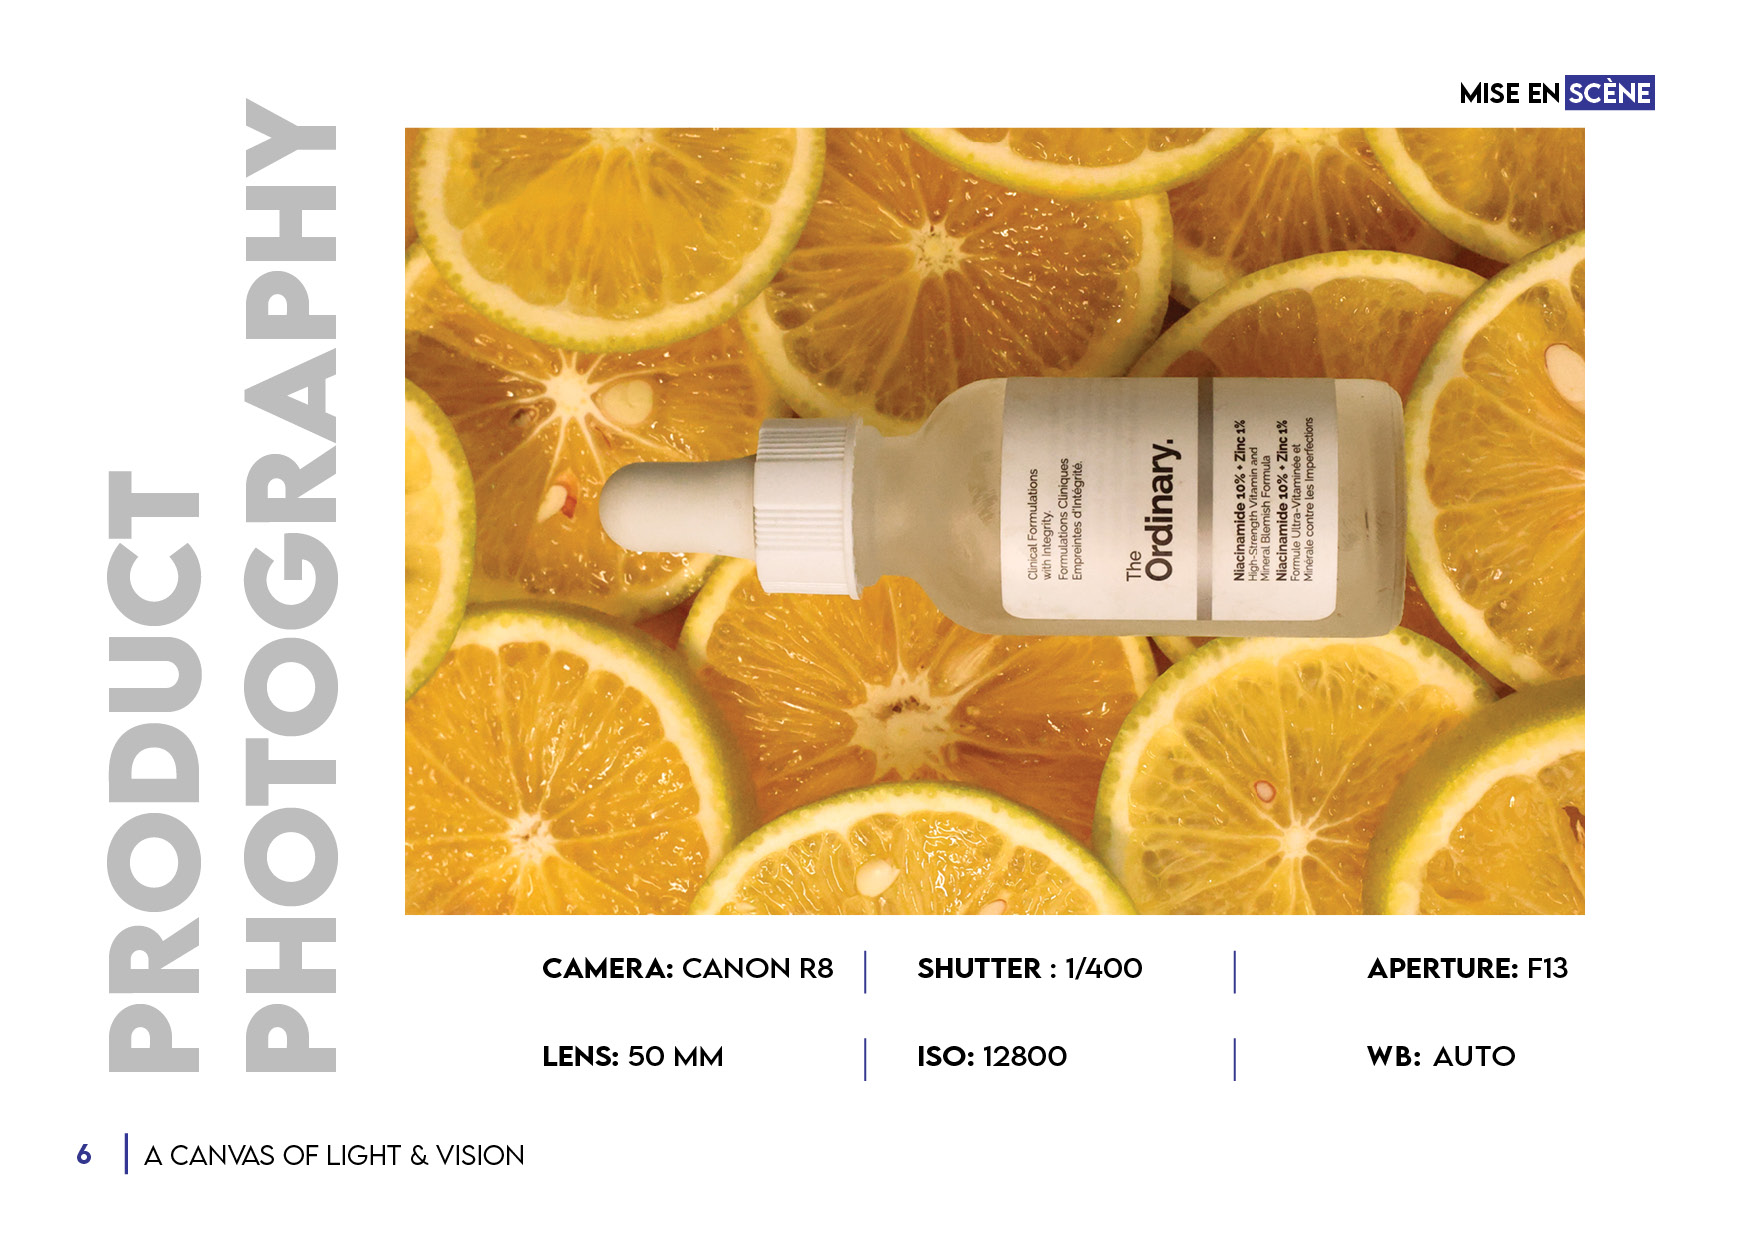 MISE EN SCÈNE
PRODUCT
PHOTOGRAPHY
Clinical Formulations
with Integrity.
Formulations Cliniques
Empreintes d'Intégrité.
The
Ordinary.
Niacinamide 10% + Zinc 1%
High-Strength Vitamin and
Mineral Blemish Formula
Niacinamide 10% + Zinc 1%
Formule Ultra-Vitaminée et
Minérale contre les Imperfections
CAMERA: CANON R8
SHUTTER : 1/400
APERTURE: F13
LENS: 50 MM
ISO: 12800
WB: AUTO
6
A CANVAS OF LIGHT & VISION